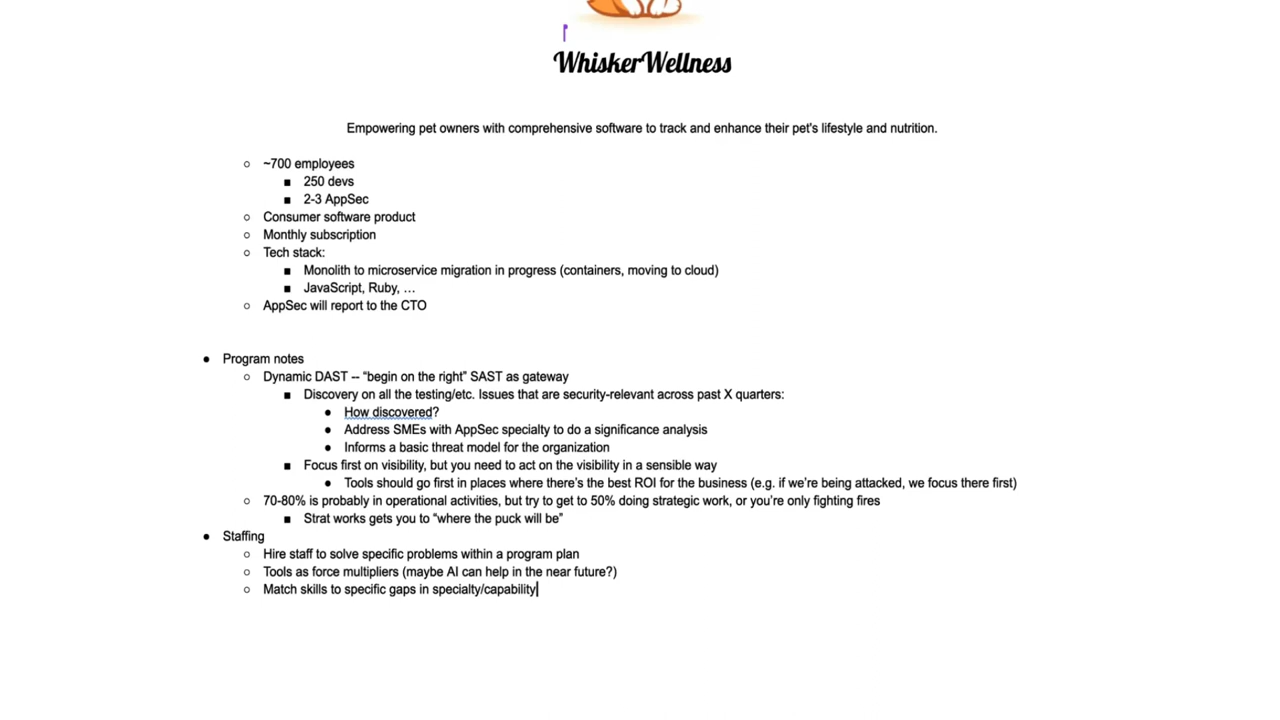 WhiskerWellness
Empowering pet owners with comprehensive software to track and enhance their pet's lifestyle and nutrition.
○ ~700 employees
■ 250 devs
■ 2-3 AppSec
○ Consumer software product
○ Monthly subscription
○ Tech stack:
■ Monolith to microservice migration in progress (containers, moving to cloud)
■ JavaScript, Ruby, …
○ AppSec will report to the CTO
● Program notes
○ Dynamic DAST -- “begin on the right” SAST as gateway
■ Discovery on all the testing/etc. Issues that are security-relevant across past X quarters:
● How discovered?
● Address SMEs with AppSec specialty to do a significance analysis
● Informs a basic threat model for the organization
■ Focus first on visibility, but you need to act on the visibility in a sensible way
● Tools should go first in places where there’s the best ROI for the business (e.g. if we’re being attacked, we focus there first)
○ 70-80% is probably in operational activities, but try to get to 50% doing strategic work, or you’re only fighting fires
■ Strat works gets you to “where the puck will be”
● Staffing
○ Hire staff to solve specific problems within a program plan
○ Tools as force multipliers (maybe AI can help in the near future?)
○ Match skills to specific gaps in specialty/capability